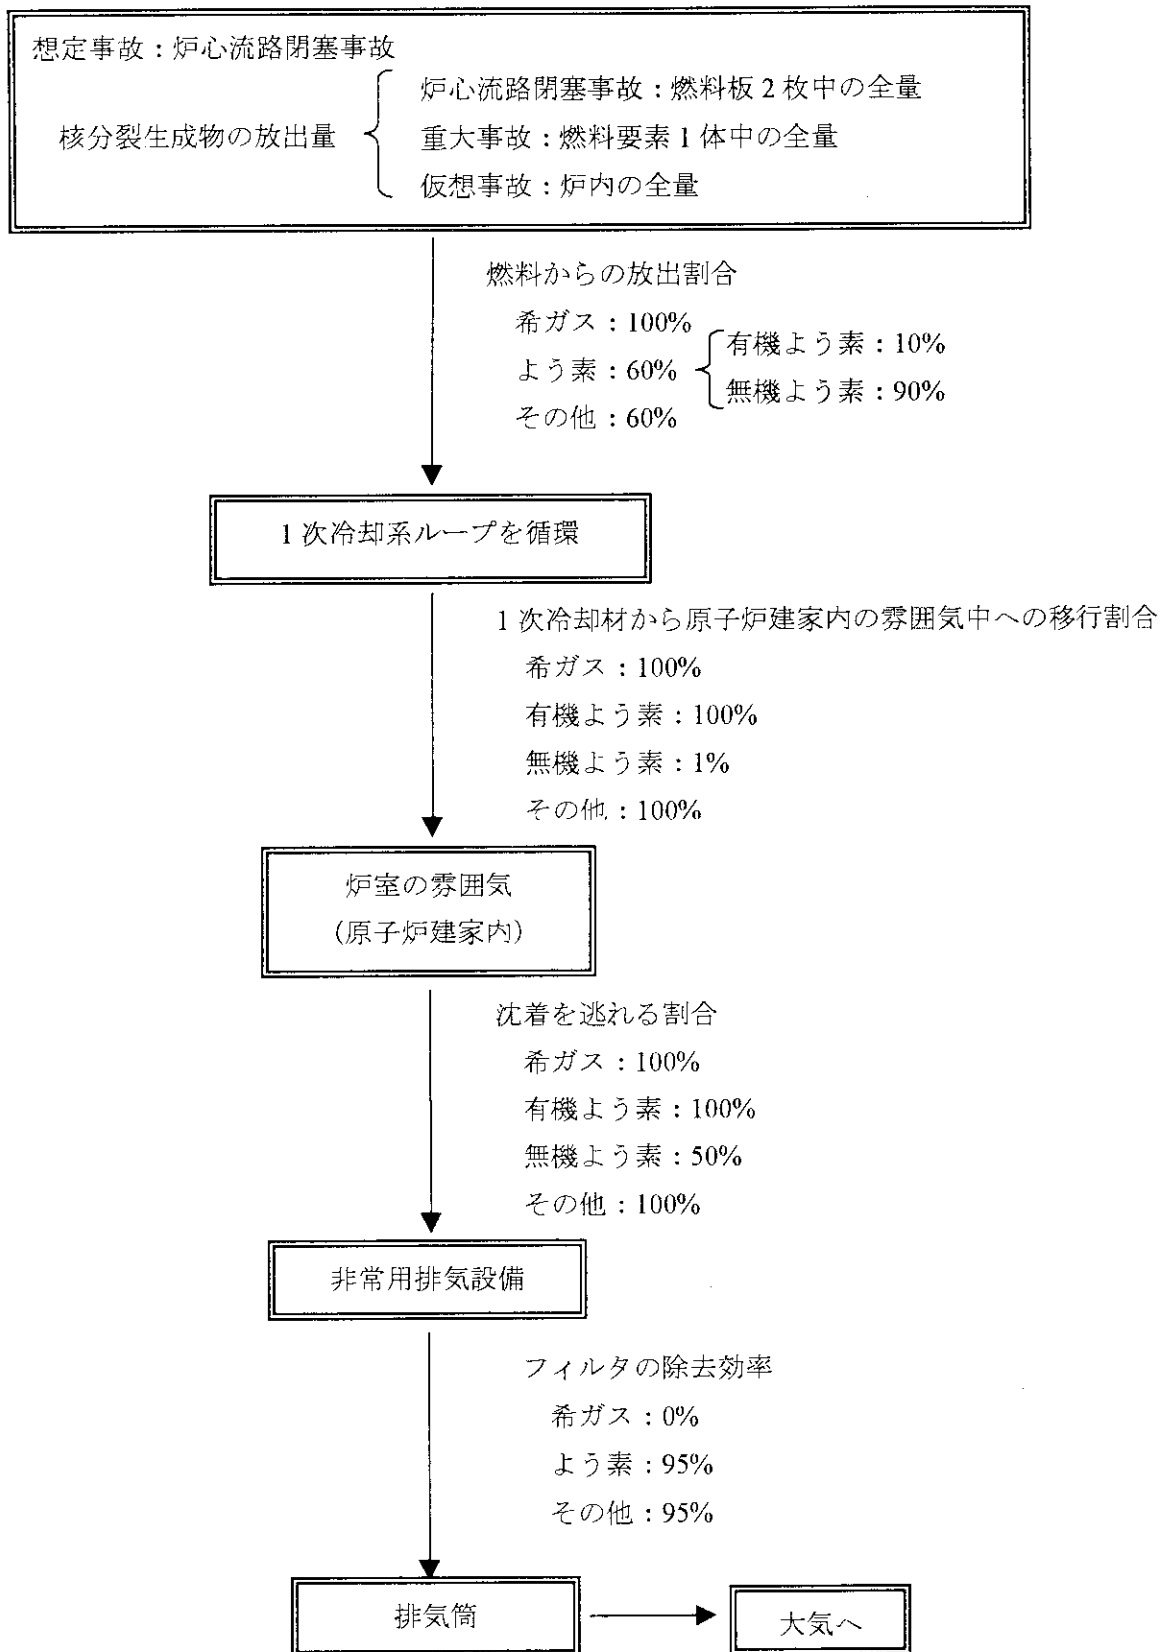 想定事故：炉心流路閉塞事故
核分裂生成物の放出量
炉心流路閉塞事故：燃料板2枚中の全量
重大事故：燃料要素1体中の全量
仮想事故：炉内の全量
燃料からの放出割合
希ガス：100%
よう素：60%
有機よう素：10%
無機よう素：90%
その他：60%
1次冷却系ループを循環
1次冷却材から原子炉建家内の雰囲気中への移行割合
希ガス：100%
有機よう素：100%
無機よう素：1%
その他：100%
炉室の雰囲気
(原子炉建家内)
沈着を逃れる割合
希ガス：100%
有機よう素：100%
無機よう素：50%
その他：100%
非常用排気設備
フィルタの除去効率
希ガス：0%
よう素：95%
その他：95%
排気筒
大気へ